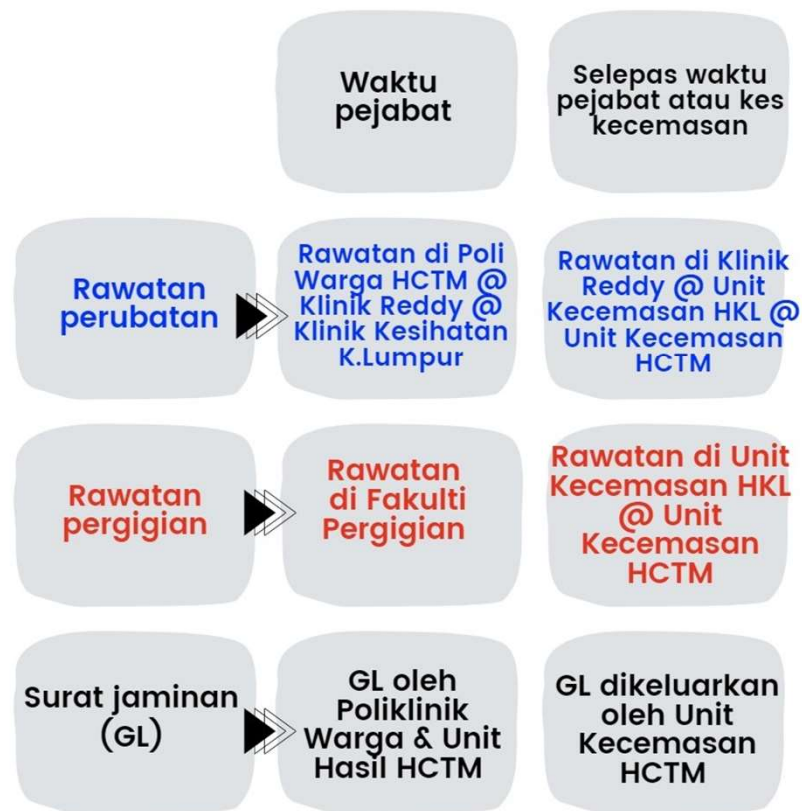 Waktu
pejabat
Selepas waktu
pejabat atau kes
kecemasan
Rawatan
perubatan
Rawatan di Poli
Warga HCTM @
Klinik Reddy @
Klinik Kesihatan
K.Lumpur
Rawatan di Klinik
Reddy @ Unit
Kecemasan HKL @
Unit Kecemasan
HCTM
Rawatan
pergigian
Rawatan
di Fakulti
Pergigian
Rawatan di Unit
Kecemasan HKL
@ Unit
Kecemasan
HCTM
Surat jaminan
(GL)
GL oleh
Poliklinik
Warga & Unit
Hasil HCTM
GL dikeluarkan
oleh Unit
Kecemasan
HCTM